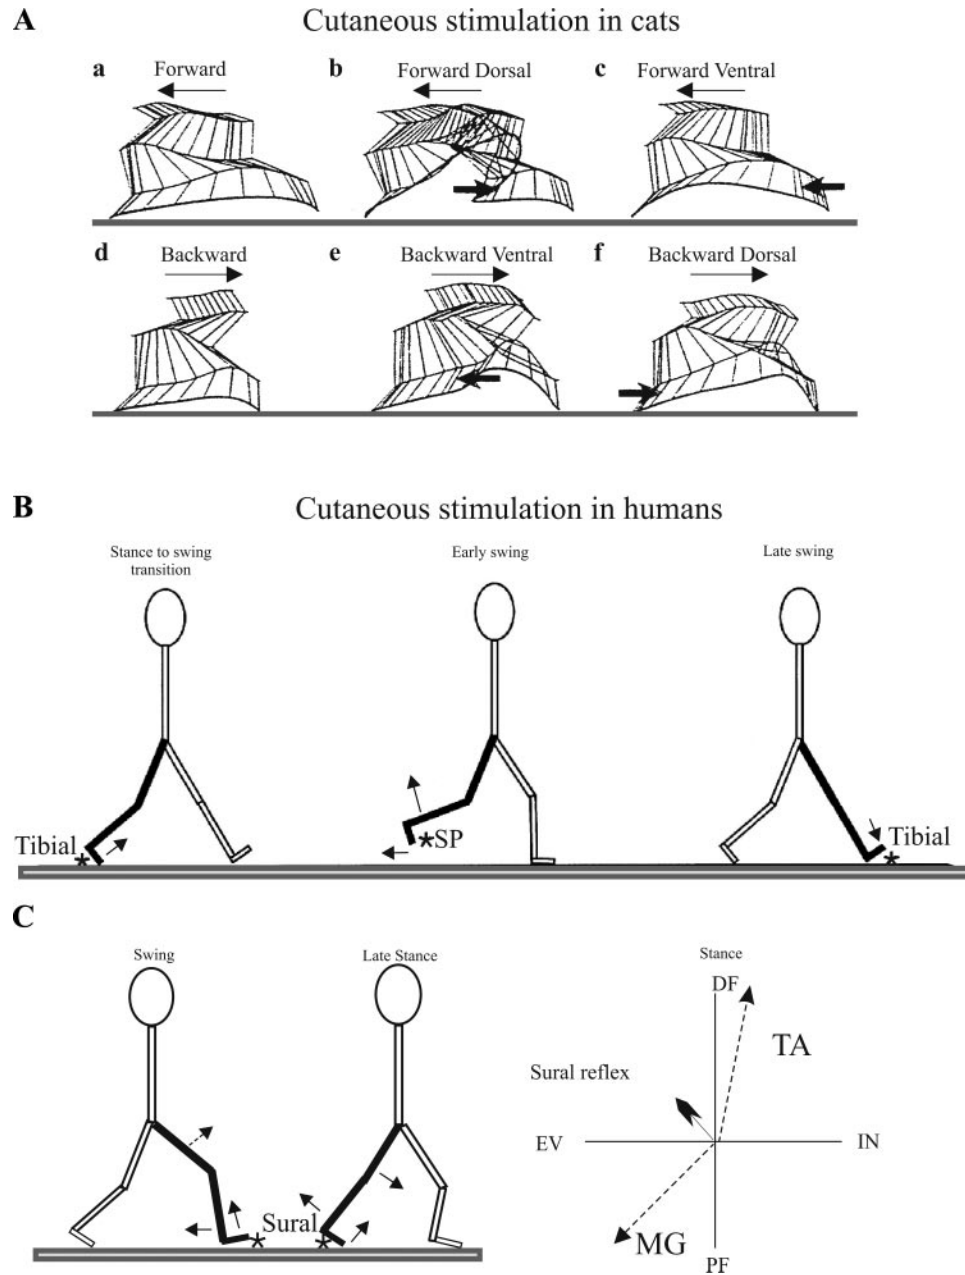 A
Cutaneous stimulation in cats
a
Forward
b
Forward Dorsal
c
Forward Ventral
d
Backward
e
Backward Ventral
f
Backward Dorsal
B
Cutaneous stimulation in humans
Stance to swing
transition
Early swing
Late swing
Tibial
*
*SP
Tibial
*
C
Swing
Late Stance
Stance
DF
TA
Sural reflex
EV
IN
Sural
*
*
MG
PF